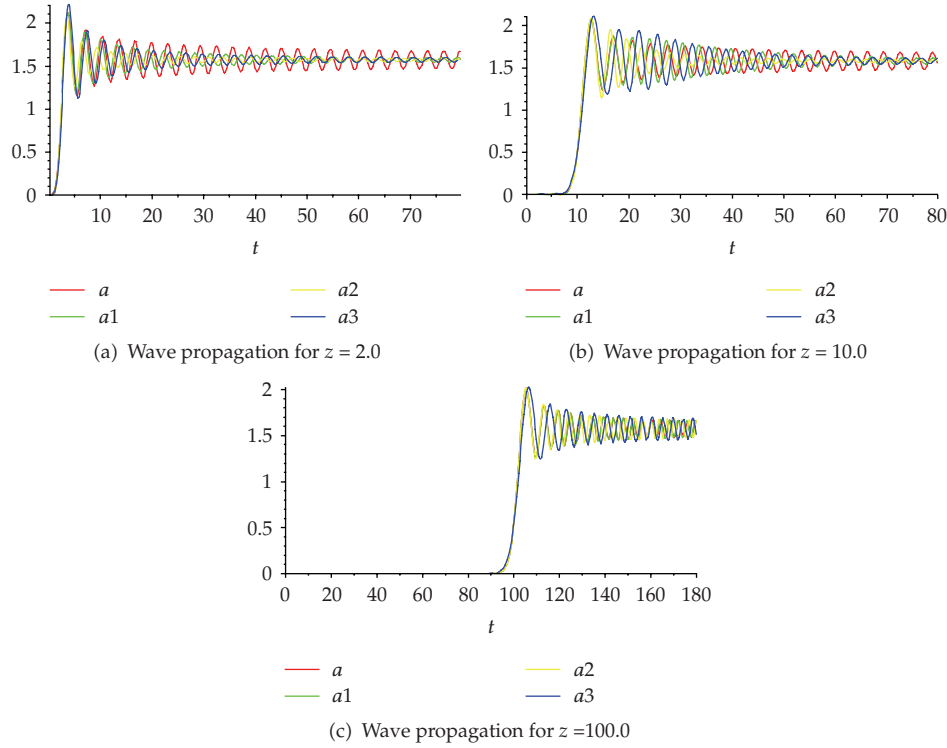 2
1.5
1
0.5
0
10 20 30 40 50 60 70
t
a
a1
a2
a3
(a) Wave propagation for z = 2.0
2
1.5
1
0.5
0
0 10 20 30 40 50 60 70 80
t
a
a1
a2
a3
(b) Wave propagation for z = 10.0
2
1.5
1
0.5
0
0 20 40 60 80 100 120 140 160 180
t
a
a1
a2
a3
(c) Wave propagation for z =100.0